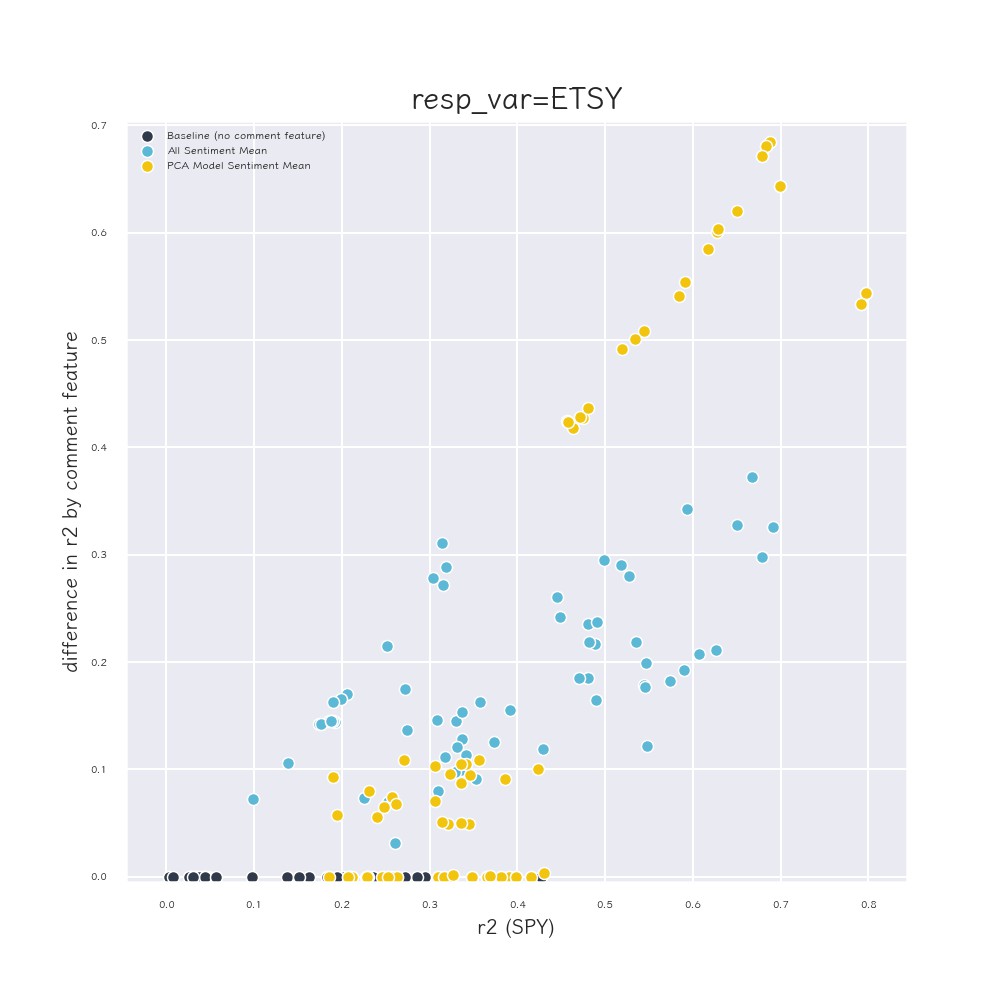 resp_var=ETSY
Baseline (no comment feature)
All Sentiment Mean
PCA Model Sentiment Mean
difference in r2 by comment feature
0.7
0.6
0.5
0.4
0.3
0.2
0.1
0.0
0.0 0.1 0.2 0.3 0.4 0.5 0.6 0.7 0.8
r2 (SPY)